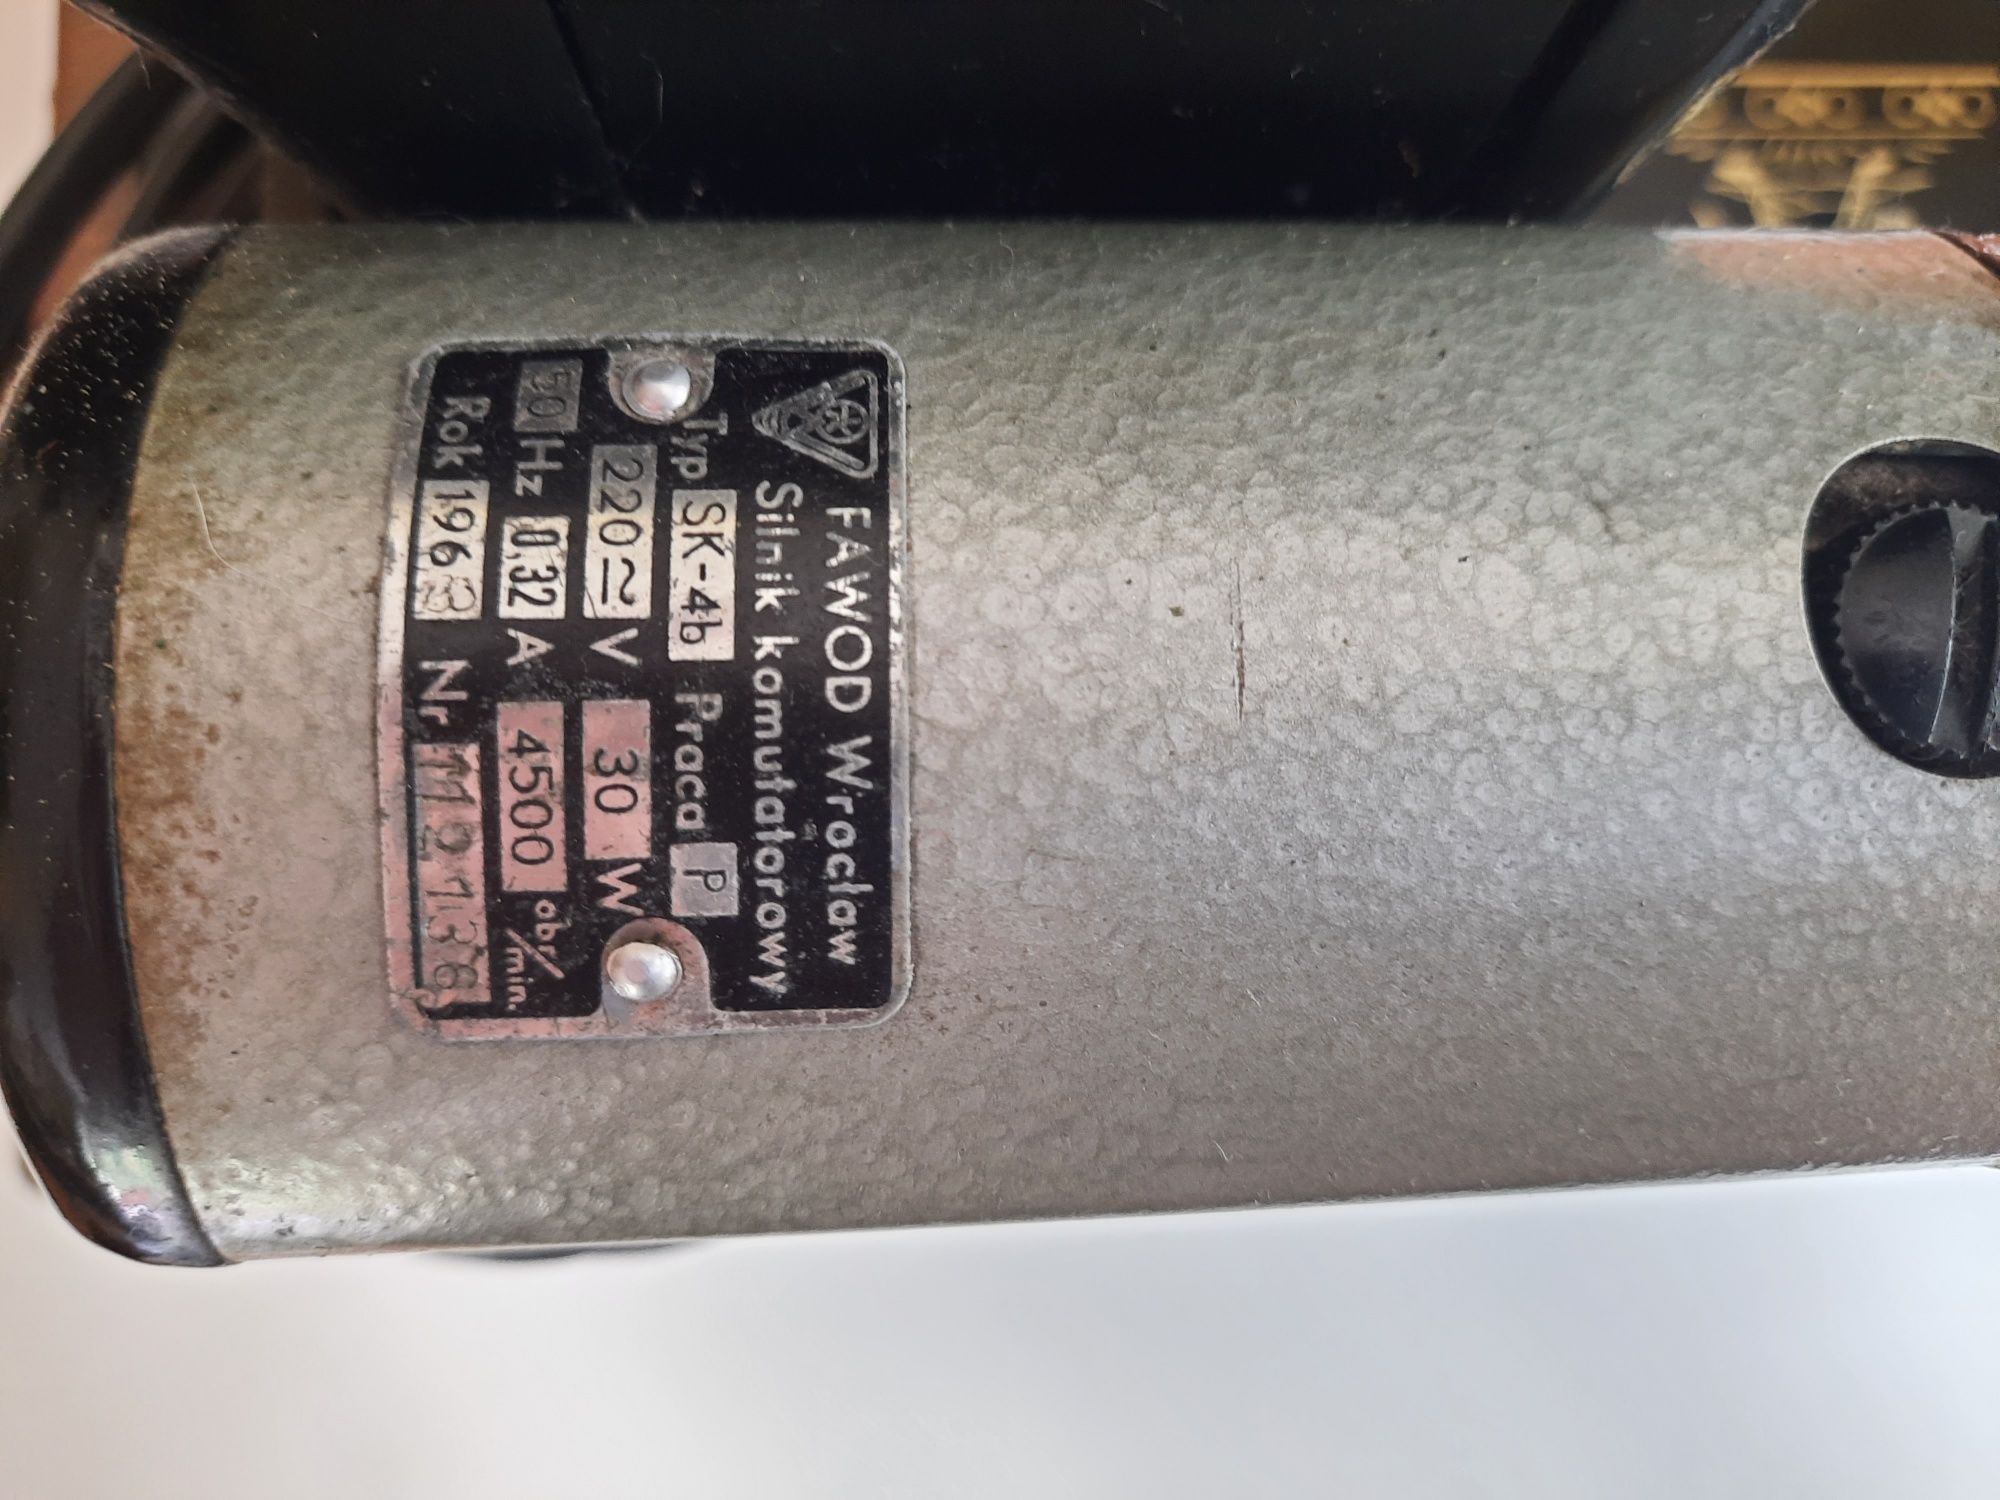 FAWOD Wrocław
Silnik komutatorowy
Typ SK-4b Praca P
220≂ V 30 W
50 Hz 0,32 A 4500 obr/min.
Rok 1963 Nr